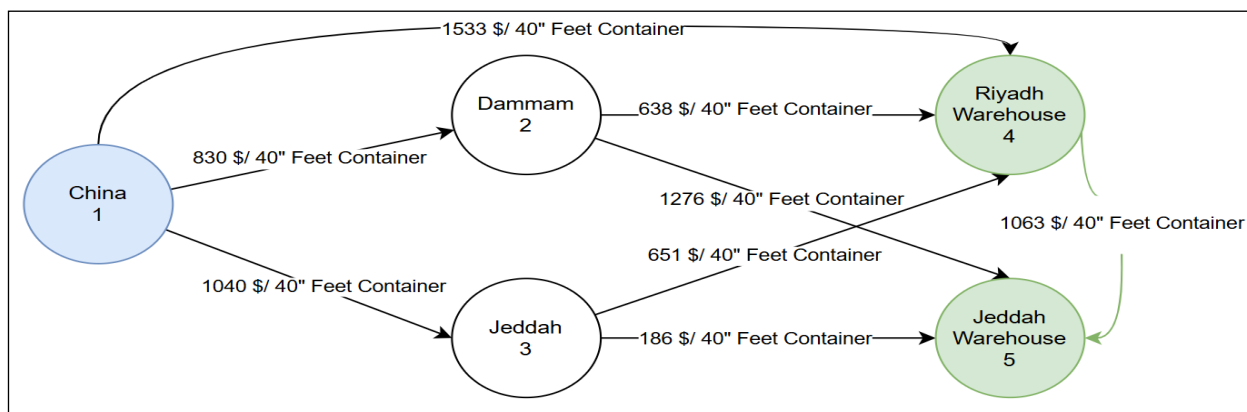 1533 $/ 40" Feet Container
Dammam
2
638 $/ 40" Feet Container
Riyadh
Warehouse
4
830 $/ 40" Feet Container
China
1
1276 $/ 40" Feet Container
1063 $/ 40" Feet Container
651 $/ 40" Feet Container
1040 $/ 40" Feet Container
Jeddah
3
186 $/ 40" Feet Container
Jeddah
Warehouse
5